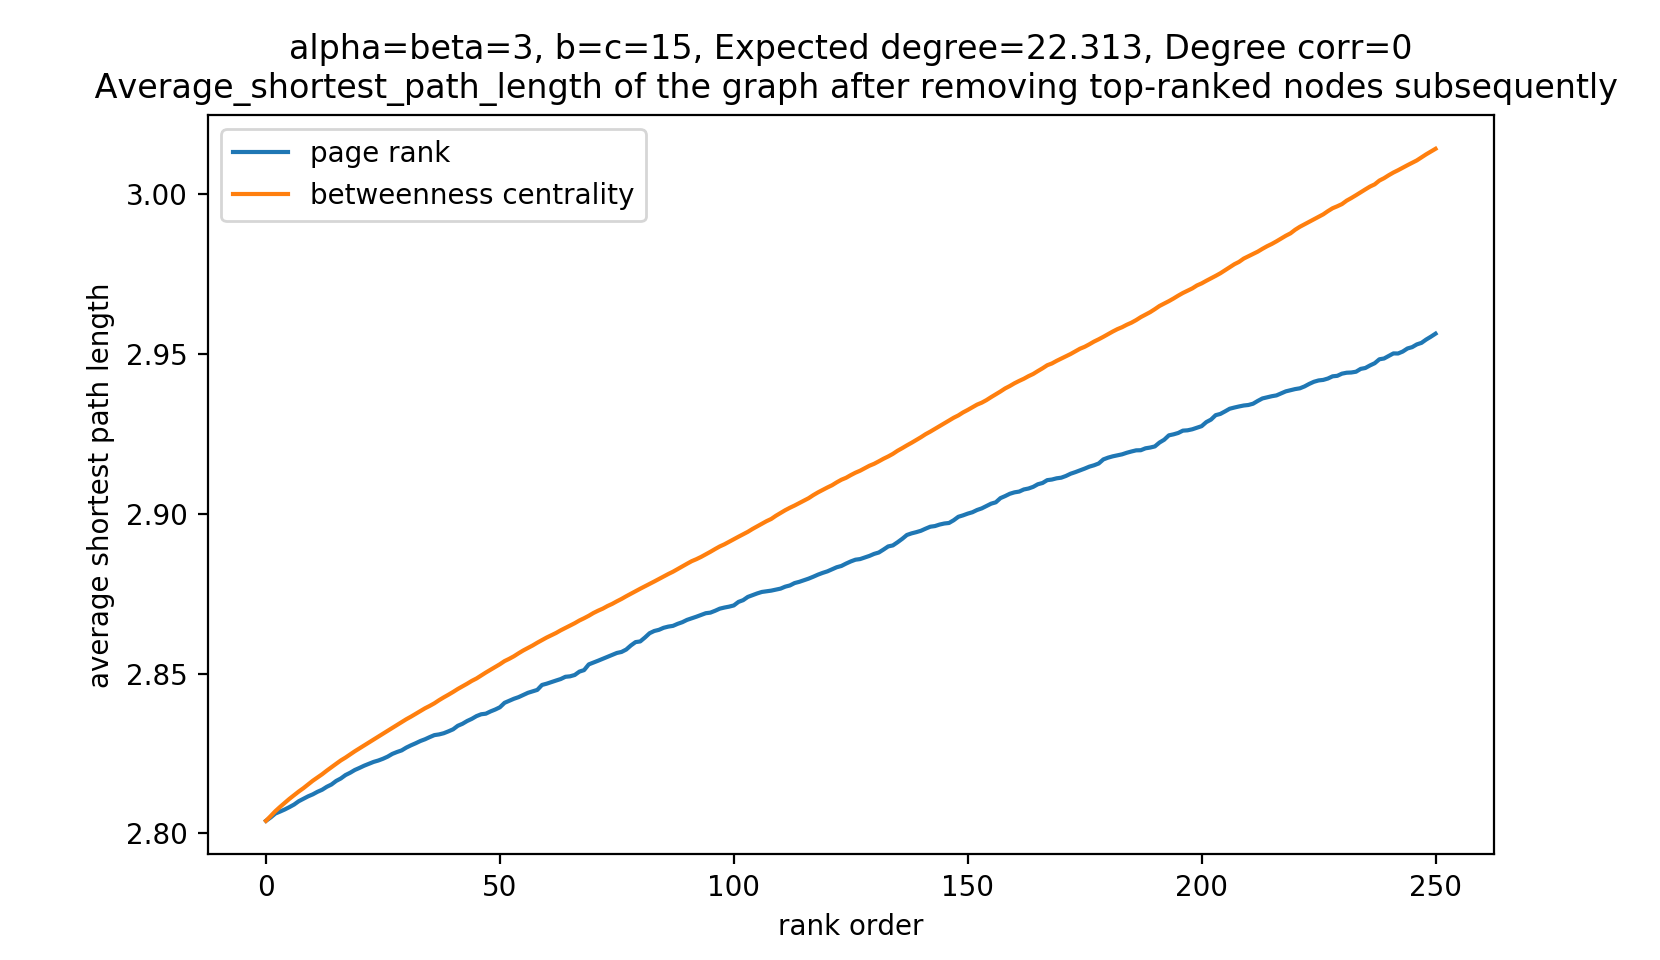 alpha=beta=3, b=c=15, Expected degree=22.313, Degree corr=0
Average_shortest_path_length of the graph after removing top-ranked nodes subsequently
page rank
betweenness centrality
average shortest path length
3.00
2.95
2.90
2.85
2.80
0 50 100 150 200 250
rank order